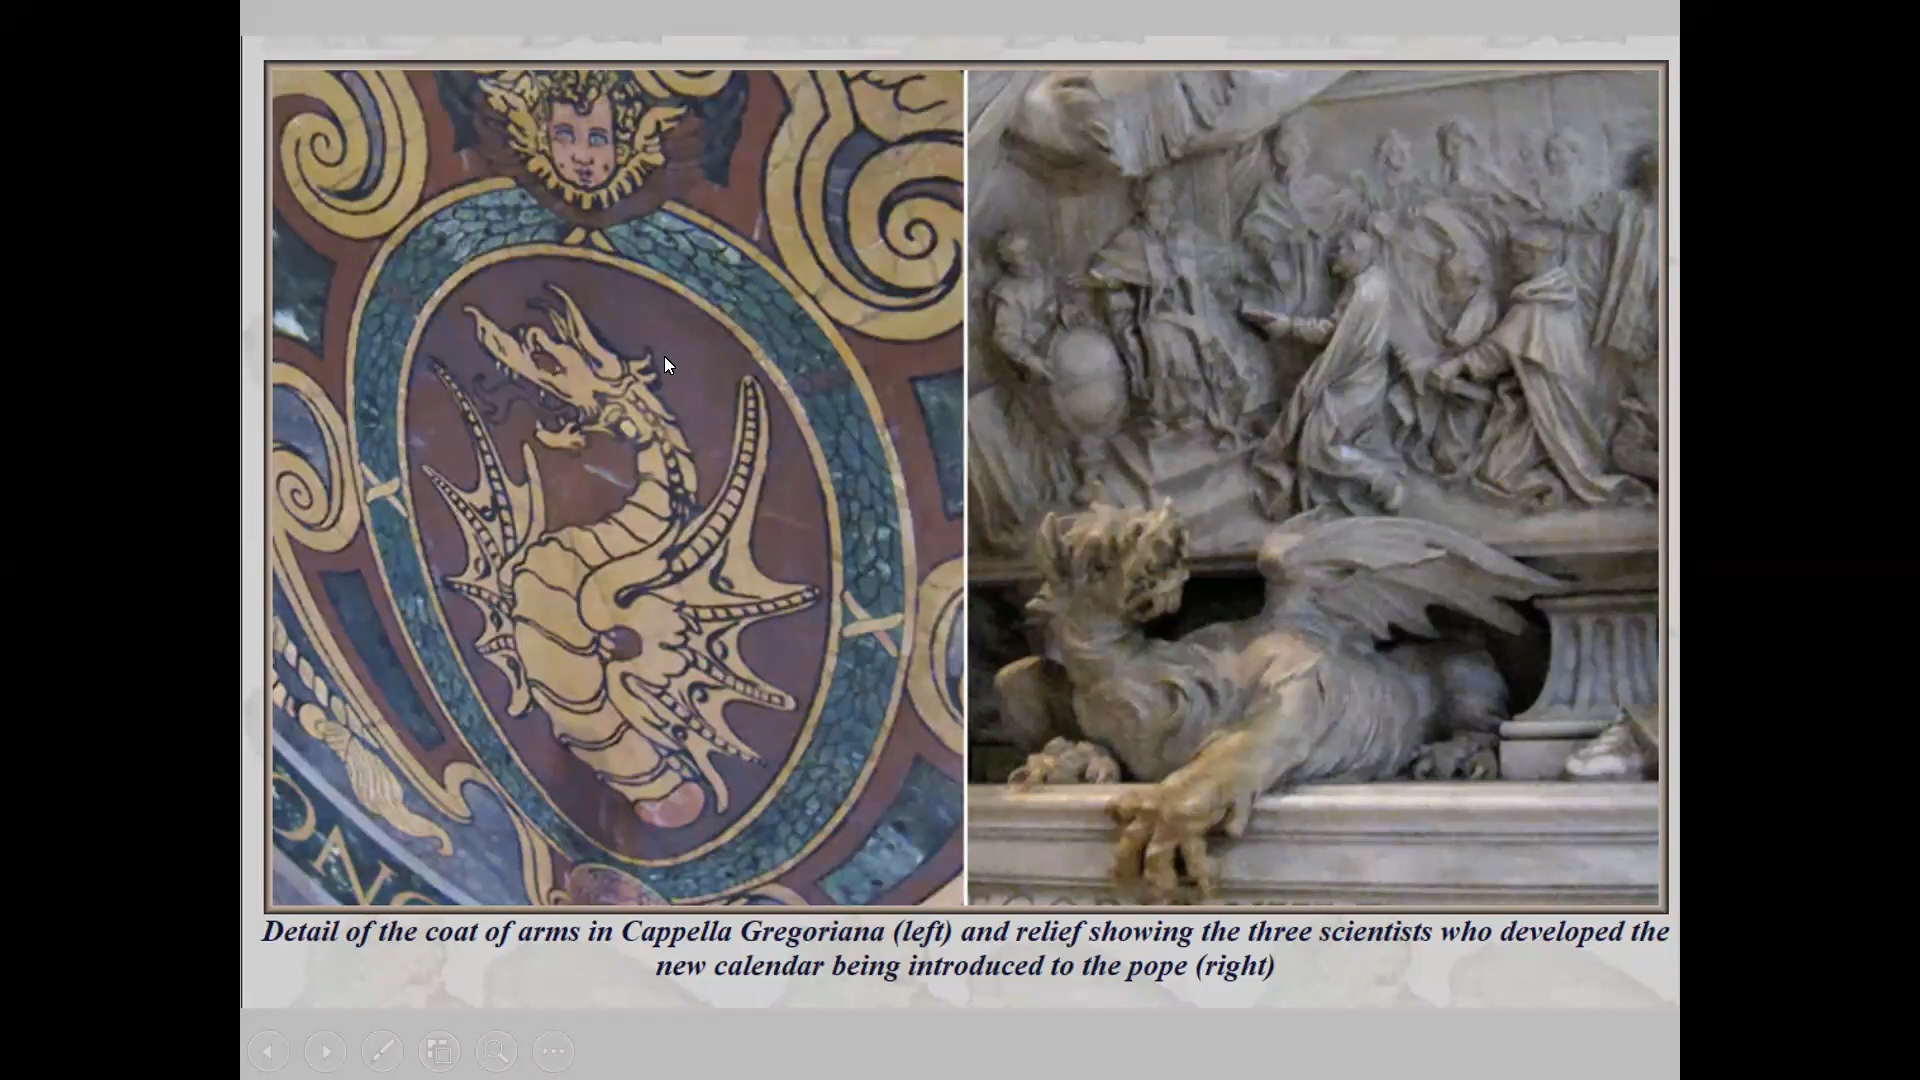 Detail of the coat of arms in Cappella Gregoriana (left) and relief showing the three scientists who developed the
new calendar being introduced to the pope (right)